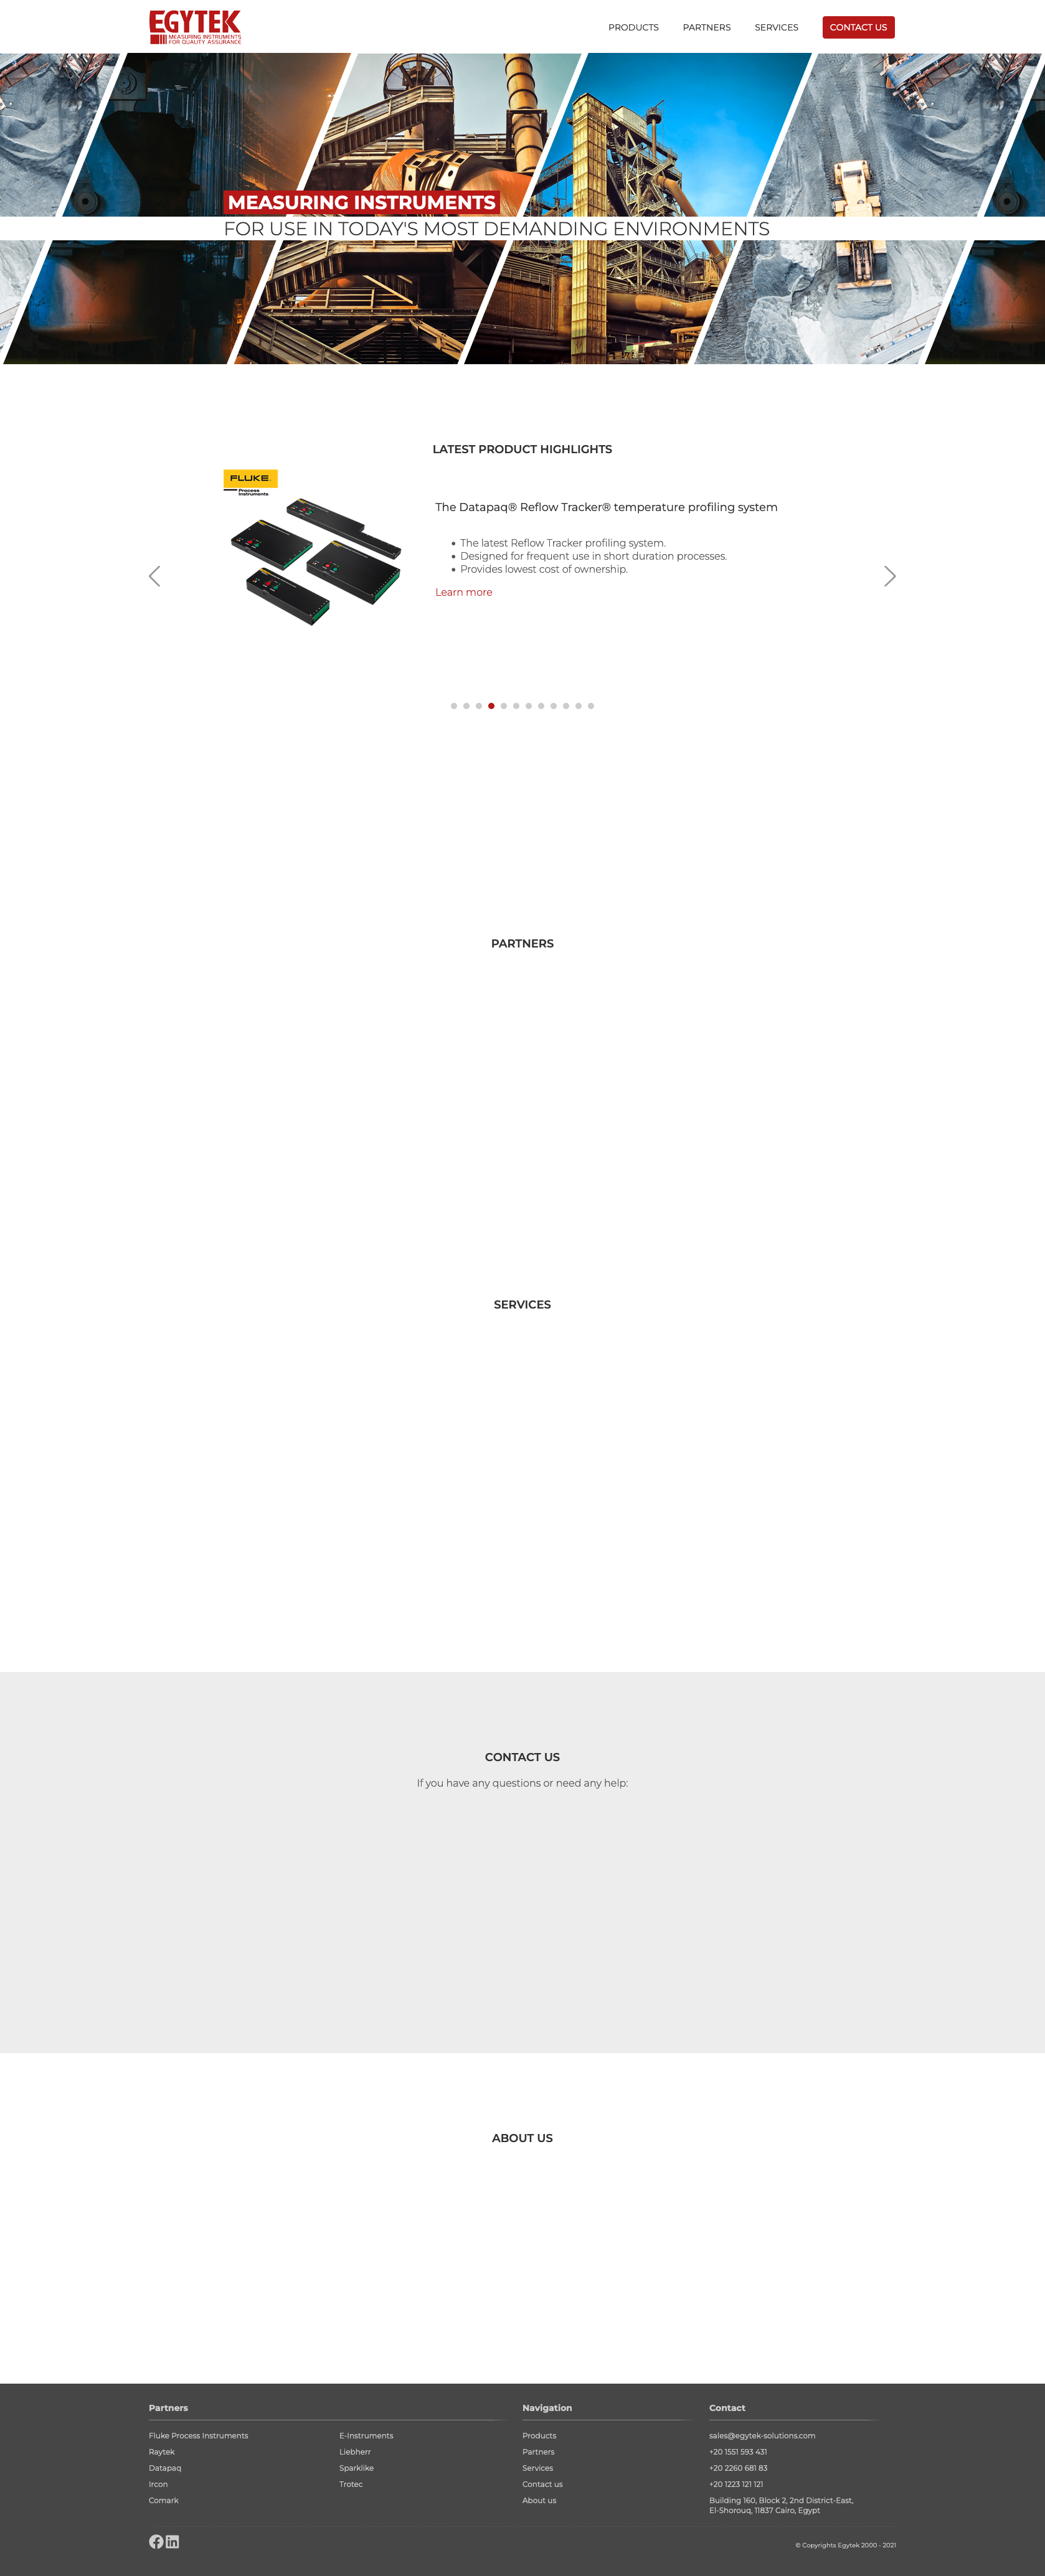 EGYTEK
MEASURING INSTRUMENTS
FOR QUALITY ASSURANCE
PRODUCTS
PARTNERS
SERVICES
CONTACT US
MEASURING INSTRUMENTS
FOR USE IN TODAY'S MOST DEMANDING ENVIRONMENTS
LATEST PRODUCT HIGHLIGHTS
FLUKE
Process
Instruments
The Datapaq® Reflow Tracker® temperature profiling system
• The latest Reflow Tracker profiling system.
• Designed for frequent use in short duration processes.
• Provides lowest cost of ownership.
Learn more
PARTNERS
SERVICES
CONTACT US
If you have any questions or need any help:
ABOUT US
Partners
Fluke Process Instruments
Raytek
Datapaq
Ircon
Comark
E-Instruments
Liebherr
Sparklike
Trotec
Navigation
Products
Partners
Services
Contact us
About us
Contact
sales@egytek-solutions.com
+20 1551 593 431
+20 2260 681 83
+20 1223 121 121
Building 160, Block 2, 2nd District-East,
El-Shorouq, 11837 Cairo, Egypt
© Copyrights Egytek 2000 - 2021